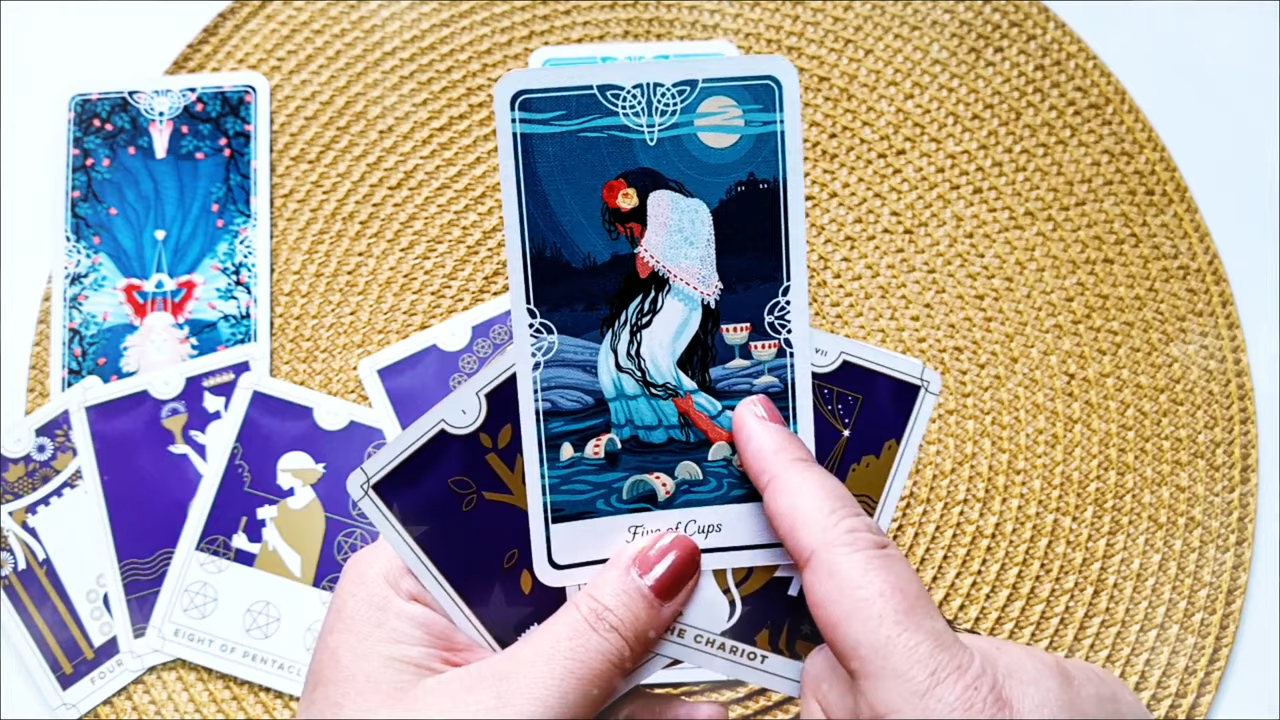 Five of Cups
VII
I
HE CHARIOT
EIGHT OF PENTACL
FOUR